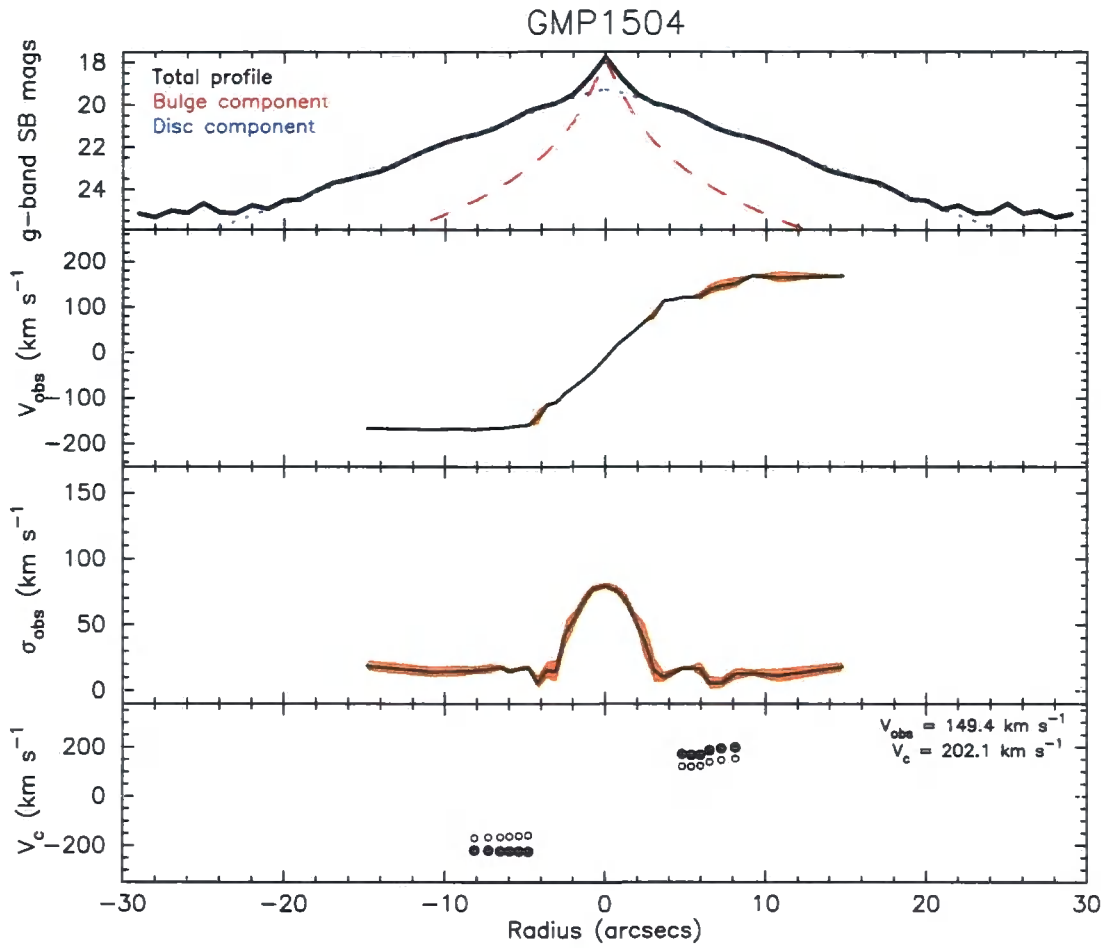 GMP1504
g-band SB mags
18
20
22
24
Total profile
Bulge component
Disc component
V_obs (km s⁻¹)
200
100
0
−100
−200
σ_obs (km s⁻¹)
150
100
50
0
V_c (km s⁻¹)
200
0
−200
V_obs = 149.4 km s⁻¹
V_c = 202.1 km s⁻¹
−30 −20 −10 0 10 20 30
Radius (arcsecs)